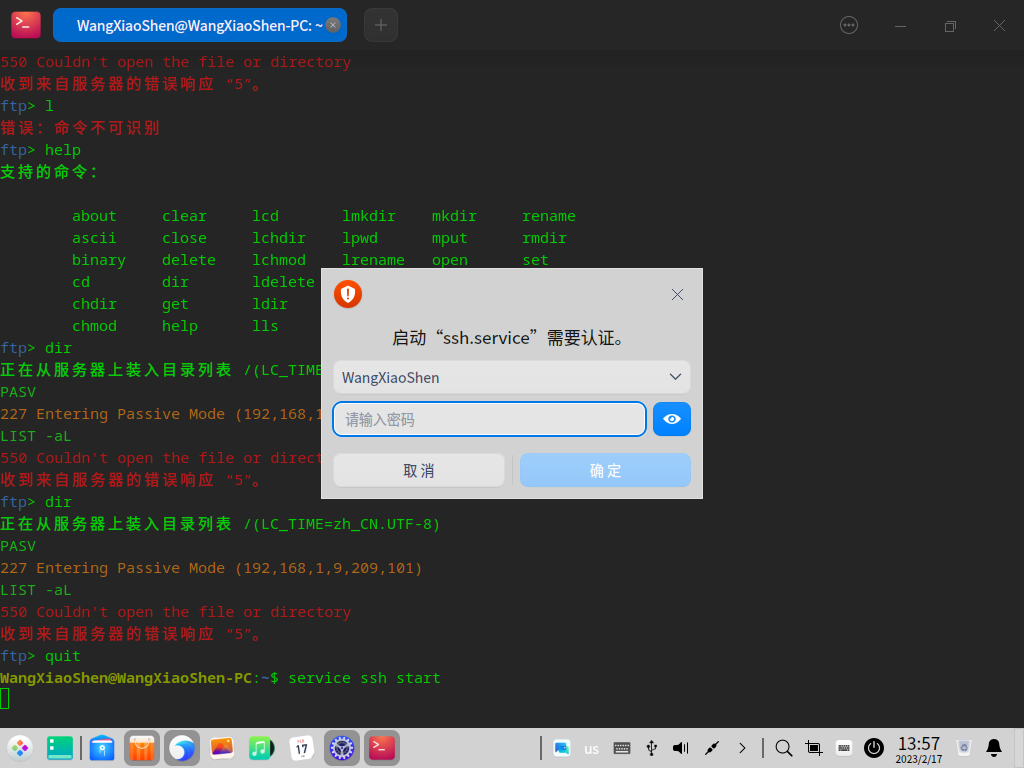 WangXiaoShen@WangXiaoShen-PC: ~
550 Couldn't open the file or directory
收到来自服务器的错误响应 “5”。
ftp> l
错误：命令不可识别
ftp> help
支持的命令：
about clear lcd lmkdir mkdir rename
ascii close lchdir lpwd mput rmdir
binary delete lchmod lrename open set
cd dir ldelete
chdir get ldir
chmod help lls
ftp> dir
正在从服务器上装入目录列表 /(LC_TIME
PASV
227 Entering Passive Mode (192,168,1
LIST -aL
550 Couldn't open the file or direct
收到来自服务器的错误响应 “5”。
ftp> dir
正在从服务器上装入目录列表 /(LC_TIME=zh_CN.UTF-8)
PASV
227 Entering Passive Mode (192,168,1,9,209,101)
LIST -aL
550 Couldn't open the file or directory
收到来自服务器的错误响应 “5”。
ftp> quit
WangXiaoShen@WangXiaoShen-PC:~$ service ssh start
启动“ssh.service”需要认证。
WangXiaoShen
请输入密码
取消
确定
17
us
13:57
2023/2/17